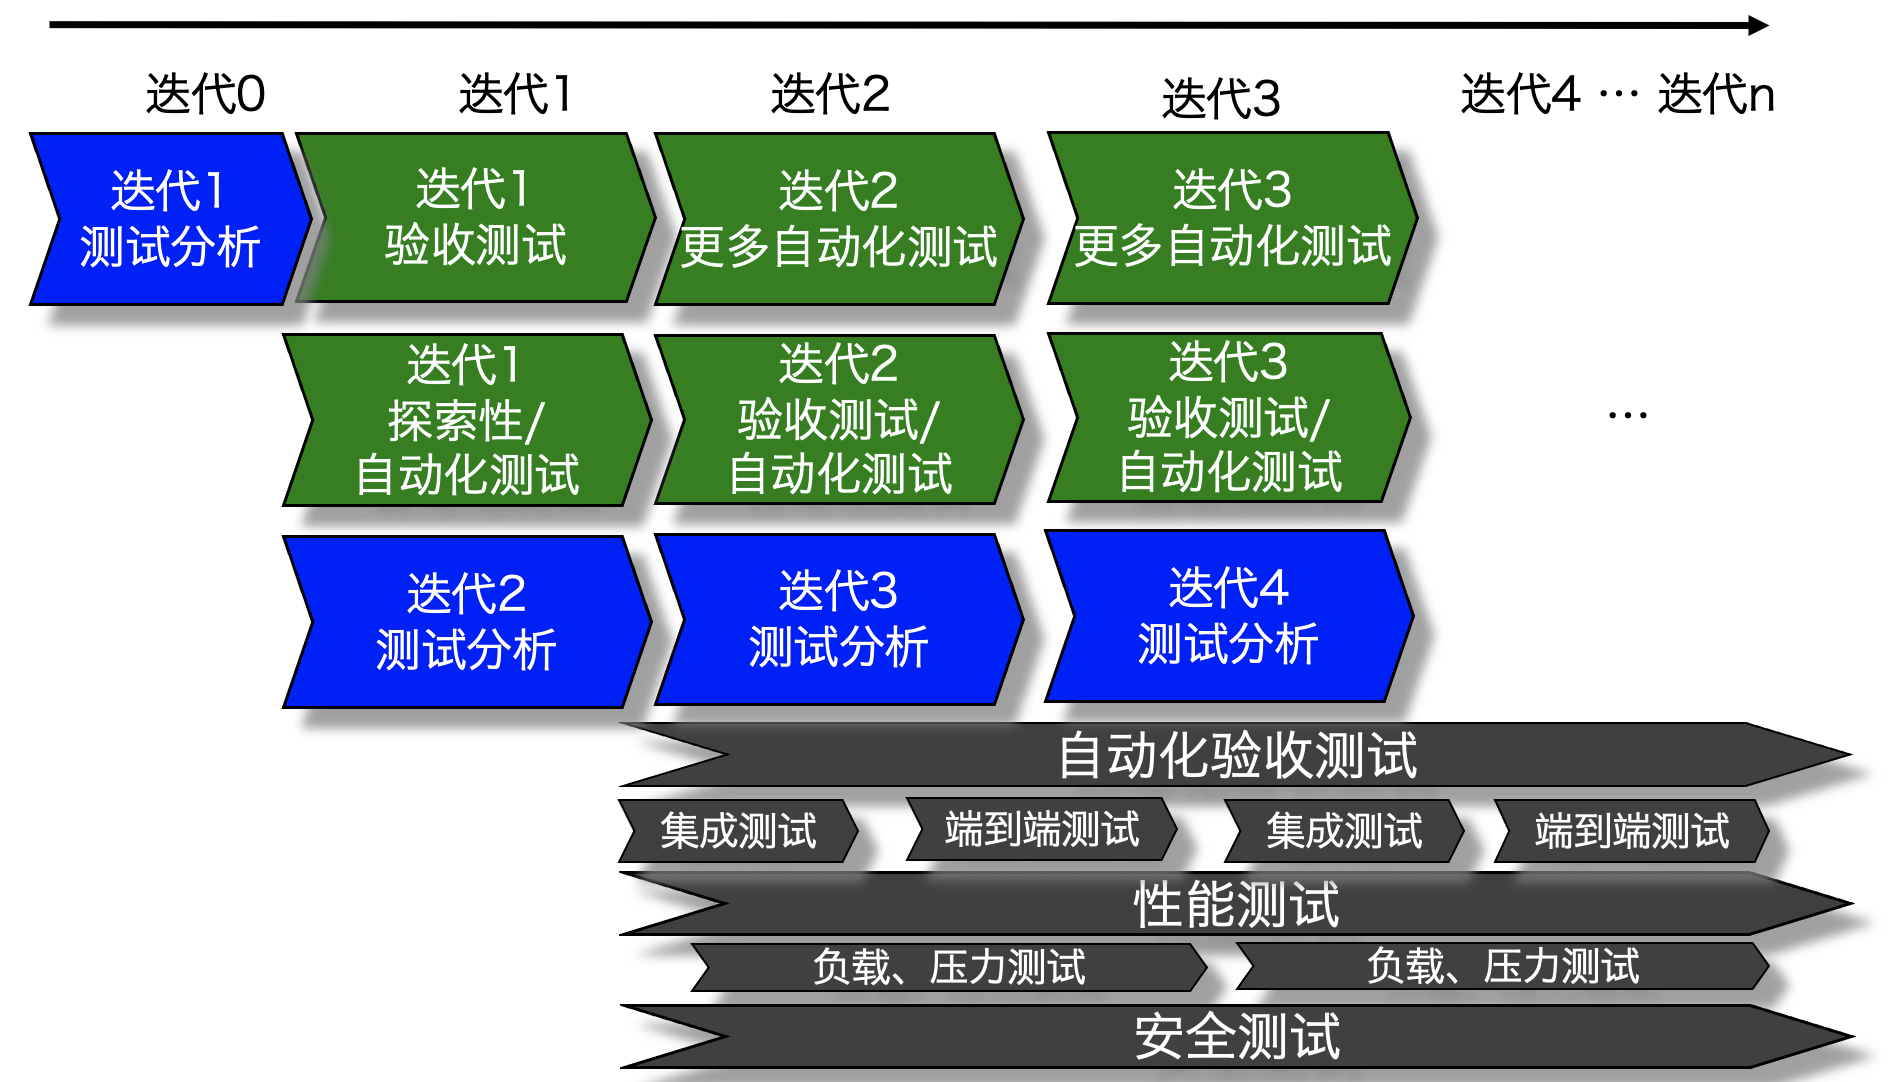 迭代0
迭代1
迭代2
迭代3
迭代4 … 迭代n
迭代1
测试分析
迭代1
验收测试
迭代2
更多自动化测试
迭代3
更多自动化测试
迭代1
探索性/
自动化测试
迭代2
验收测试/
自动化测试
迭代3
验收测试/
自动化测试
…
迭代2
测试分析
迭代3
测试分析
迭代4
测试分析
自动化验收测试
集成测试
端到端测试
集成测试
端到端测试
性能测试
负载、压力测试
负载、压力测试
安全测试